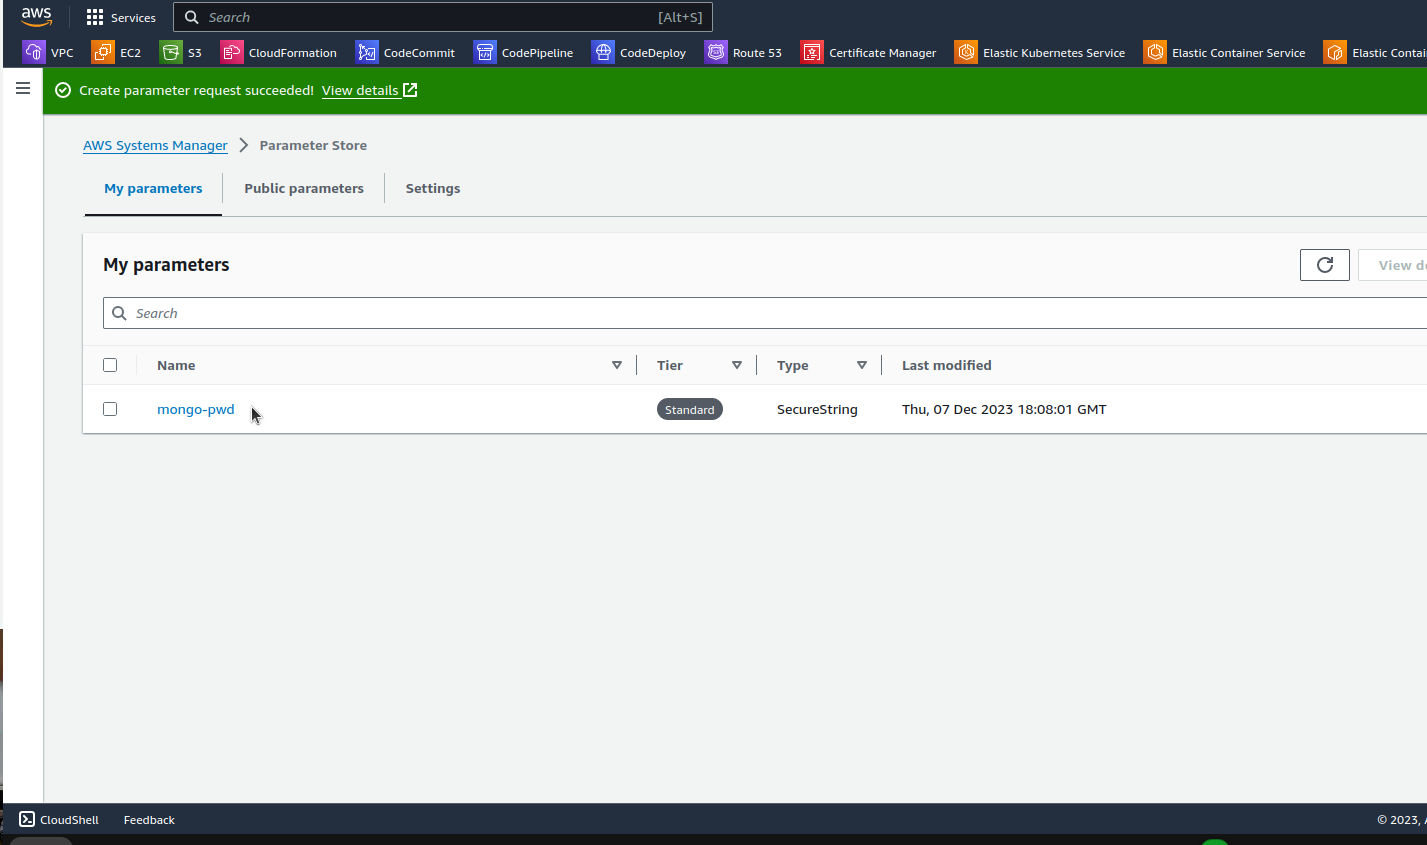 aws Services Search [Alt+S]
VPC EC2 S3 CloudFormation CodeCommit CodePipeline CodeDeploy Route 53 Certificate Manager Elastic Kubernetes Service Elastic Container Service Elastic Contai
Create parameter request succeeded! View details
AWS Systems Manager > Parameter Store
My parameters Public parameters Settings
My parameters View de
Search
Name Tier Type Last modified
mongo-pwd Standard SecureString Thu, 07 Dec 2023 18:08:01 GMT
CloudShell Feedback © 2023, A